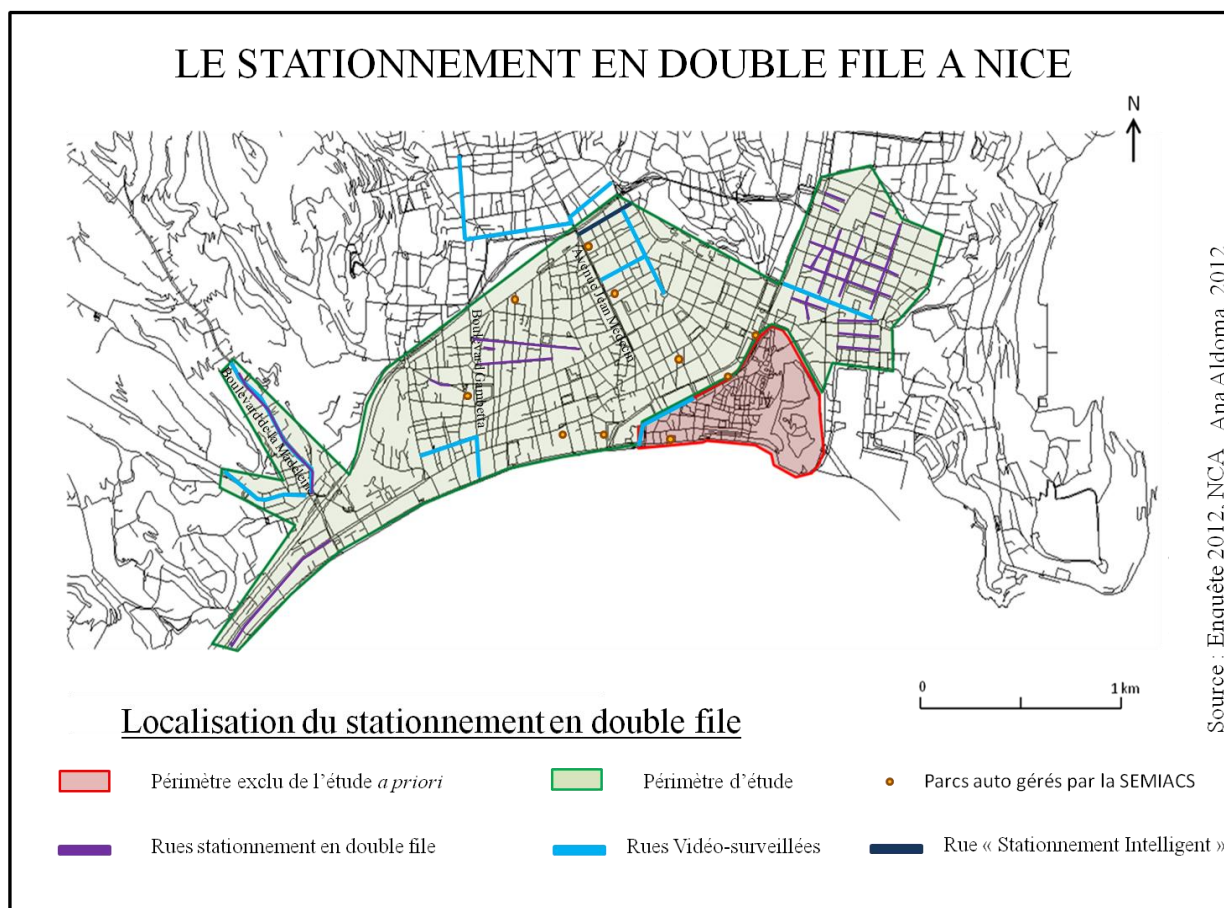 LE STATIONNEMENT EN DOUBLE FILE A NICE
N
Avenue Jean Médecin
Boulevard Gambetta
Boulevard de la Madeleine
0 1 km
Source : Enquête 2012, NCA Ana Aldoma, 2012
Localisation du stationnement en double file
Périmètre exclu de l’étude a priori
Périmètre d’étude
Parcs auto gérés par la SEMIACS
Rues stationnement en double file
Rues Vidéo-surveillées
Rue « Stationnement Intelligent »